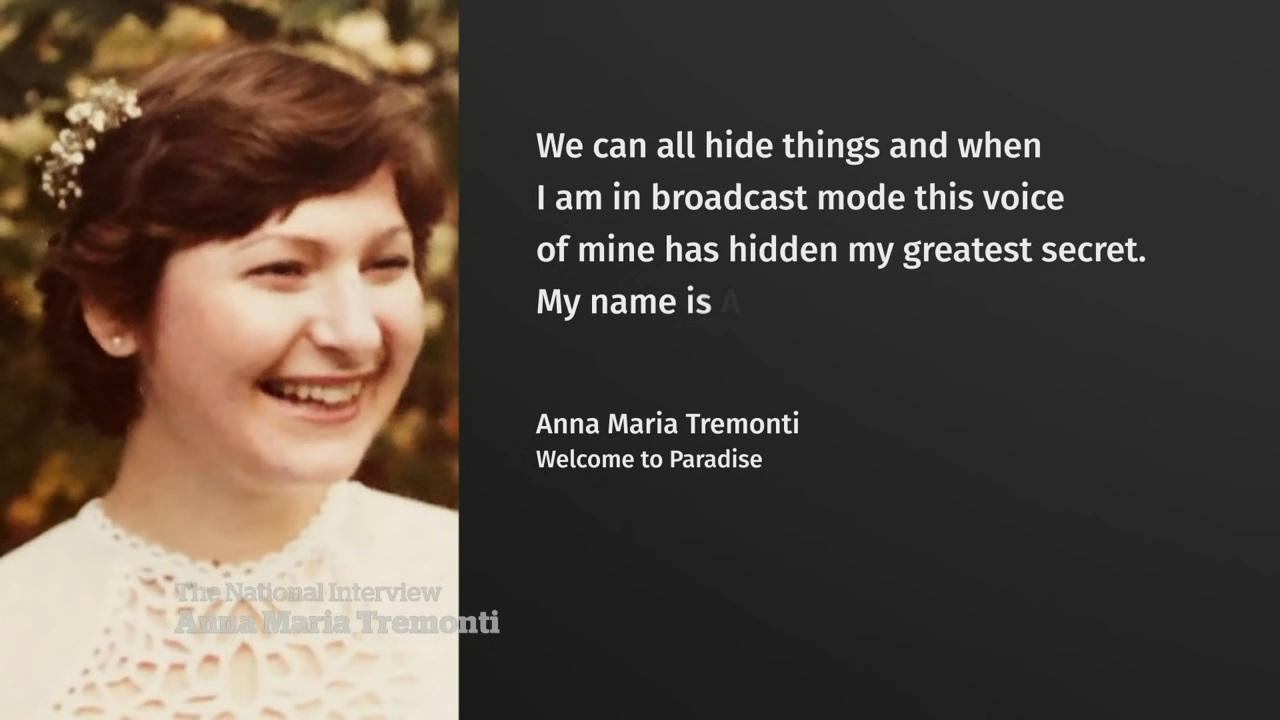 We can all hide things and when
I am in broadcast mode this voice
of mine has hidden my greatest secret.
My name is A
Anna Maria Tremonti
Welcome to Paradise
The National Interview
Anna Maria Tremonti